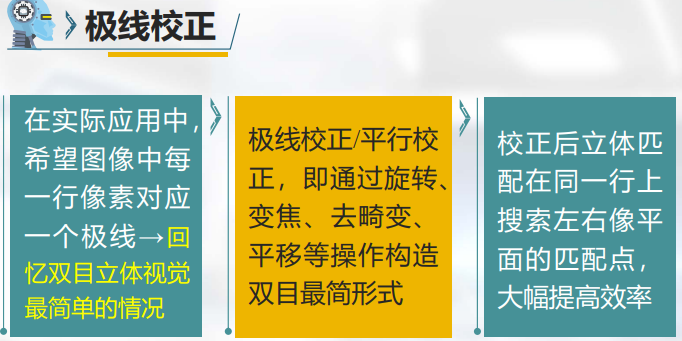 极线校正
在实际应用中,
希望图像中每
一行像素对应
一个极线→回
忆双目立体视觉
最简单的情况
极线校正/平行校
正，即通过旋转、
变焦、去畸变、
平移等操作构造
双目最简形式
校正后立体匹
配在同一行上
搜索左右像平
面的匹配点，
大幅提高效率